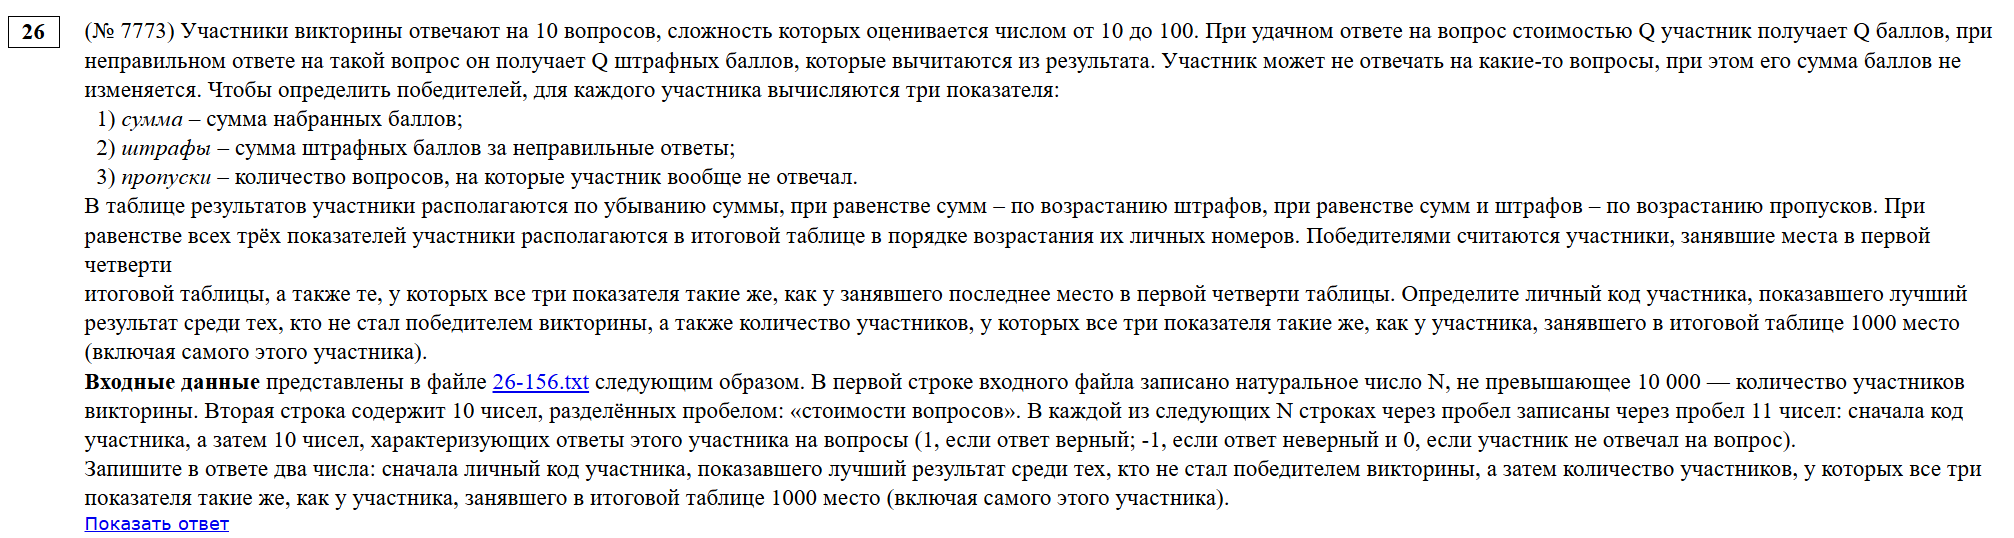 26
(№ 7773) Участники викторины отвечают на 10 вопросов, сложность которых оценивается числом от 10 до 100. При удачном ответе на вопрос стоимостью Q участник получает Q баллов, при
неправильном ответе на такой вопрос он получает Q штрафных баллов, которые вычитаются из результата. Участник может не отвечать на какие-то вопросы, при этом его сумма баллов не
изменяется. Чтобы определить победителей, для каждого участника вычисляются три показателя:
1) сумма – сумма набранных баллов;
2) штрафы – сумма штрафных баллов за неправильные ответы;
3) пропуски – количество вопросов, на которые участник вообще не отвечал.
В таблице результатов участники располагаются по убыванию суммы, при равенстве сумм – по возрастанию штрафов, при равенстве сумм и штрафов – по возрастанию пропусков. При
равенстве всех трёх показателей участники располагаются в итоговой таблице в порядке возрастания их личных номеров. Победителями считаются участники, занявшие места в первой
четверти
итоговой таблицы, а также те, у которых все три показателя такие же, как у занявшего последнее место в первой четверти таблицы. Определите личный код участника, показавшего лучший
результат среди тех, кто не стал победителем викторины, а также количество участников, у которых все три показателя такие же, как у участника, занявшего в итоговой таблице 1000 место
(включая самого этого участника).
Входные данные представлены в файле 26-156.txt следующим образом. В первой строке входного файла записано натуральное число N, не превышающее 10 000 — количество участников
викторины. Вторая строка содержит 10 чисел, разделённых пробелом: «стоимости вопросов». В каждой из следующих N строках через пробел записаны через пробел 11 чисел: сначала код
участника, а затем 10 чисел, характеризующих ответы этого участника на вопросы (1, если ответ верный; -1, если ответ неверный и 0, если участник не отвечал на вопрос).
Запишите в ответе два числа: сначала личный код участника, показавшего лучший результат среди тех, кто не стал победителем викторины, а затем количество участников, у которых все три
показателя такие же, как у участника, занявшего в итоговой таблице 1000 место (включая самого этого участника).
Показать ответ